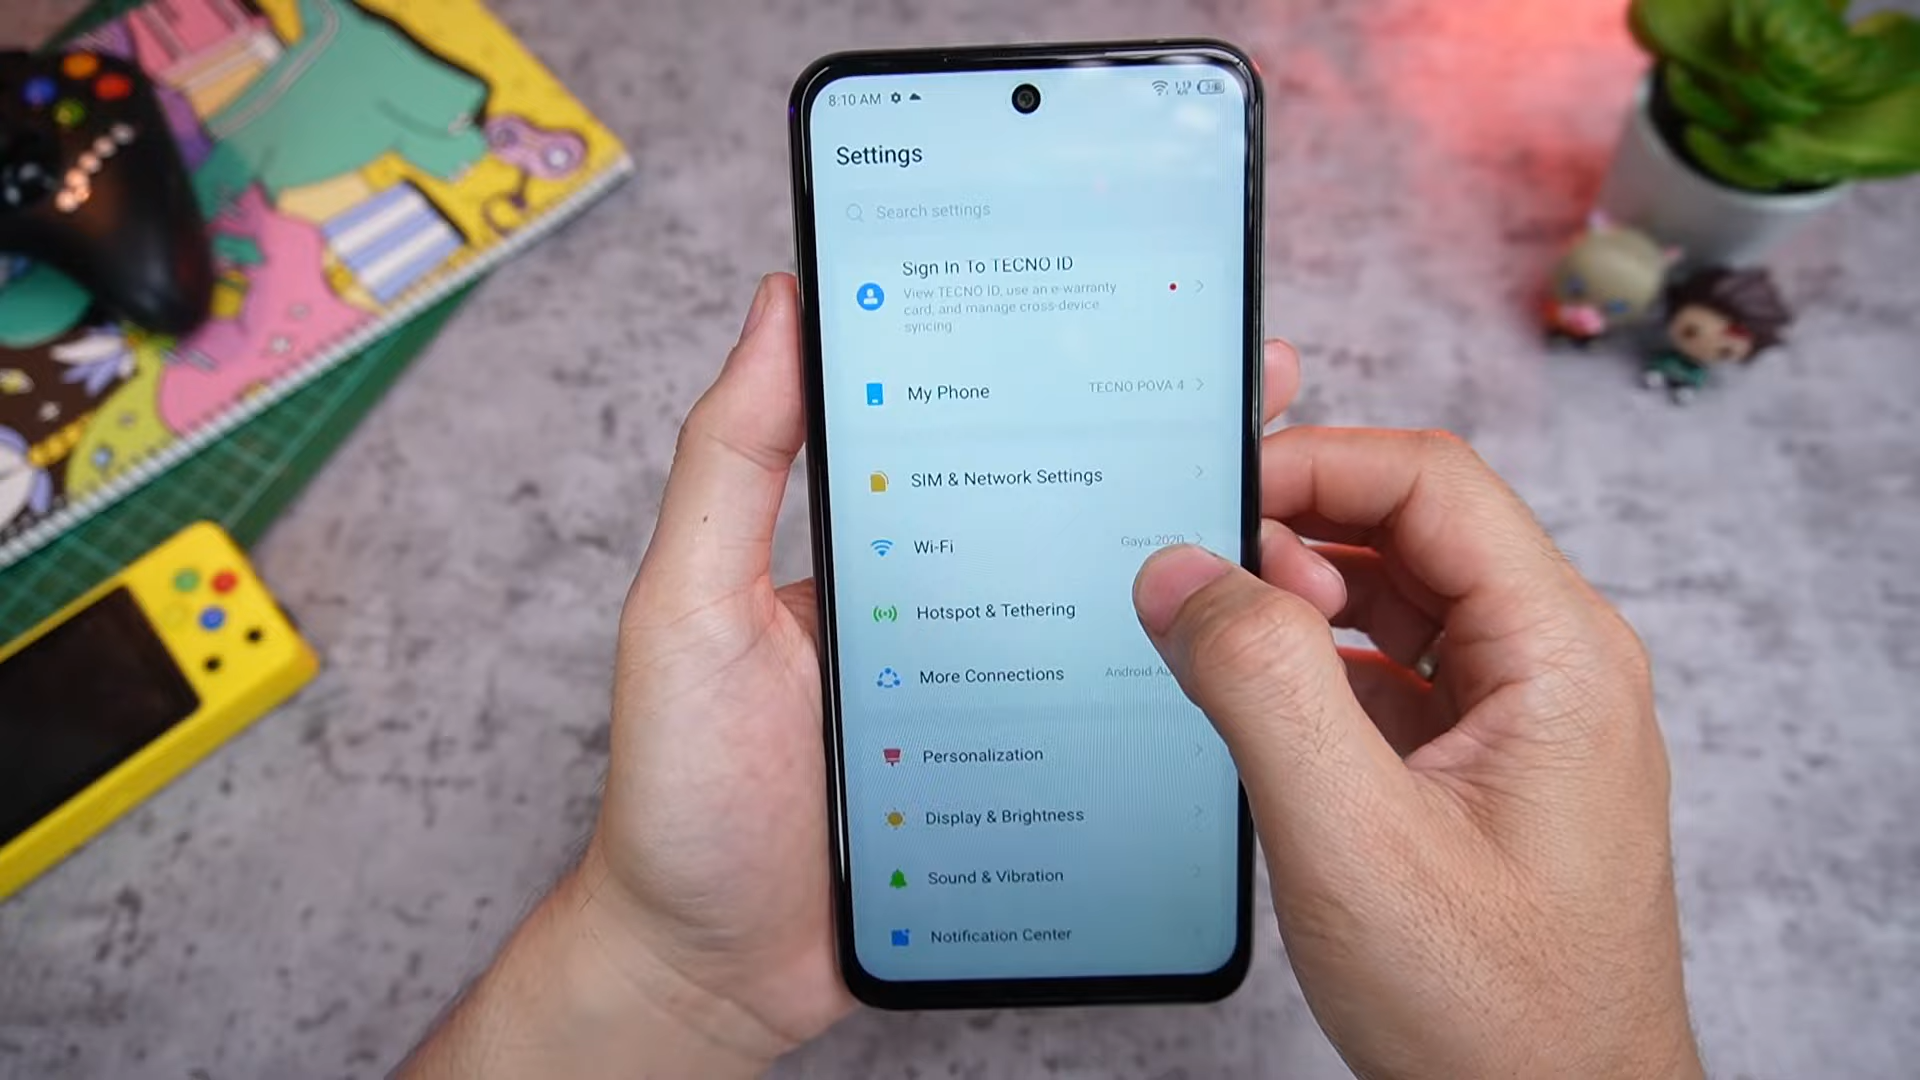 8:10 AM
Settings
Search settings
Sign In To TECNO ID
View TECNO ID, use an e-warranty
card, and manage cross-device
syncing
My Phone
TECNO POVA 4
SIM & Network Settings
Wi-Fi
Gaya 2020
Hotspot & Tethering
More Connections
Android
Personalization
Display & Brightness
Sound & Vibration
Notification Center